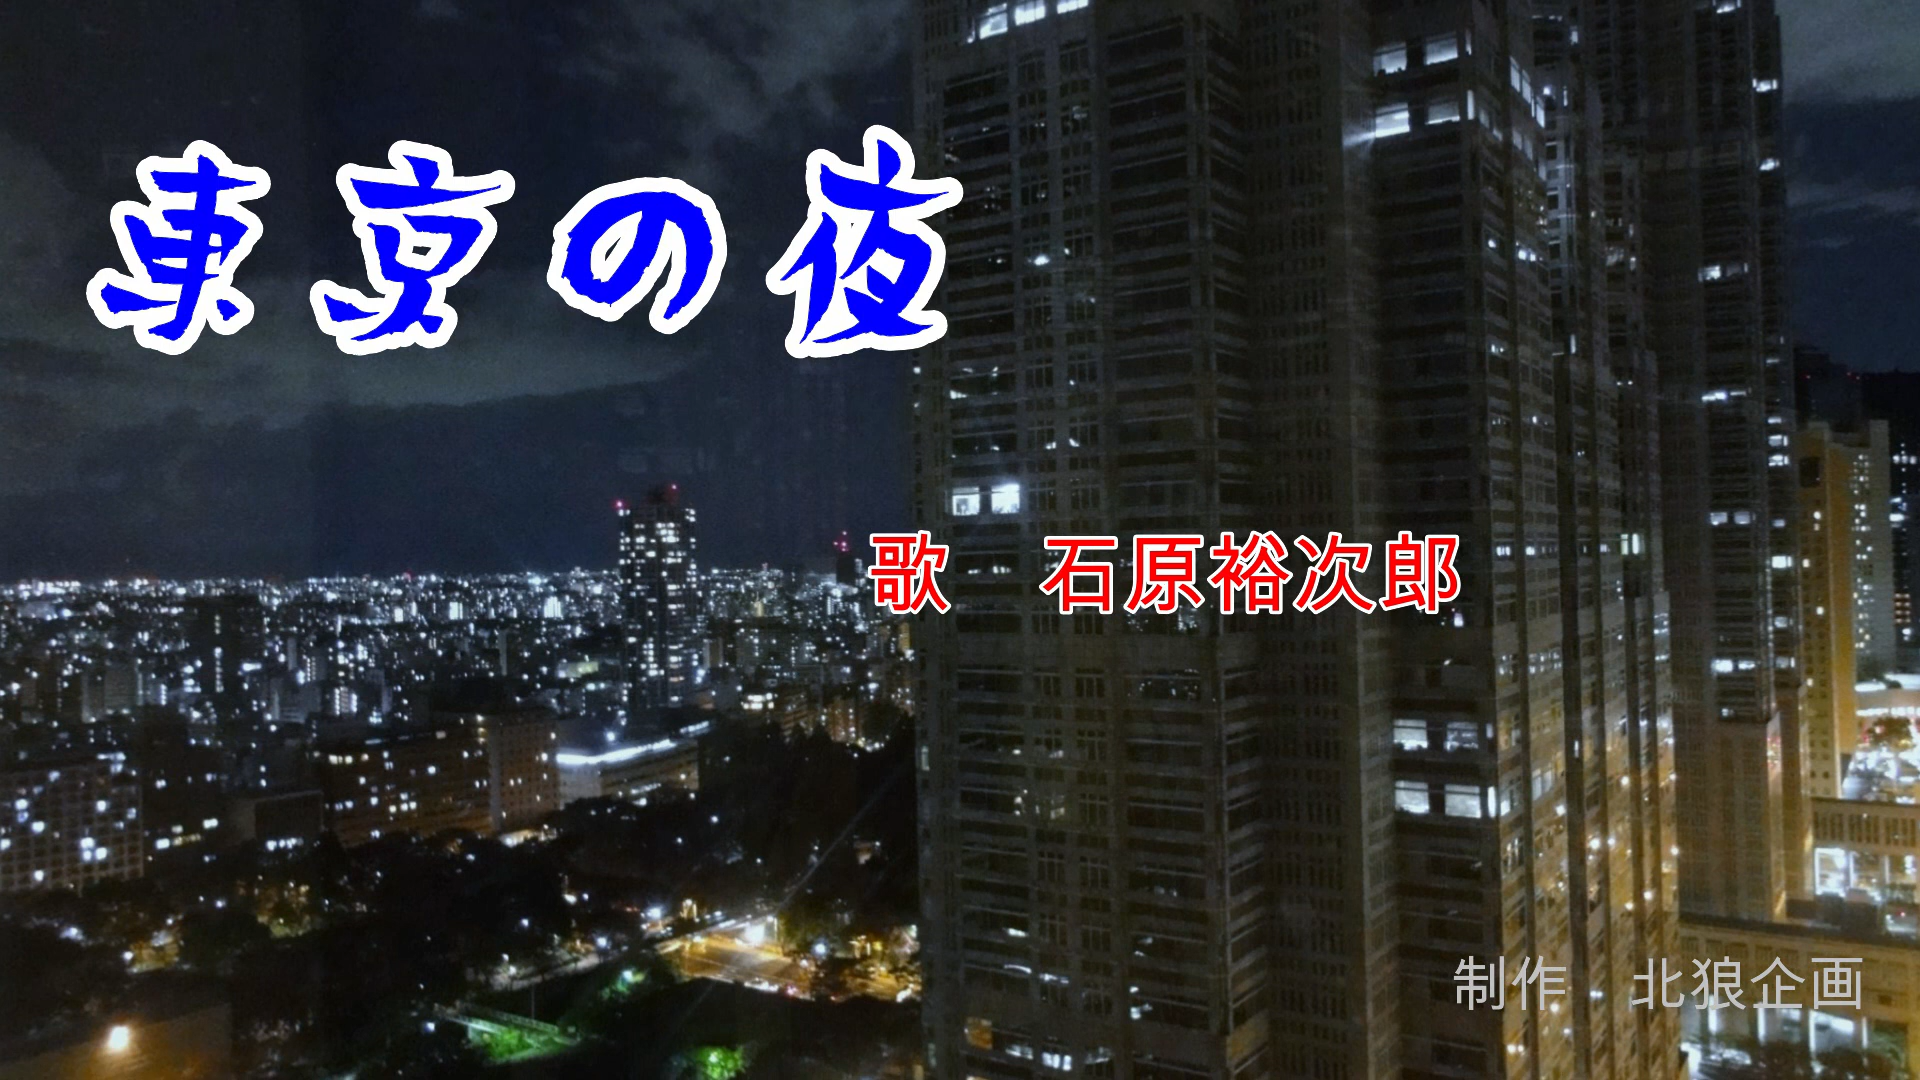 東京の夜
歌　石原裕次郎
制作　北狼企画